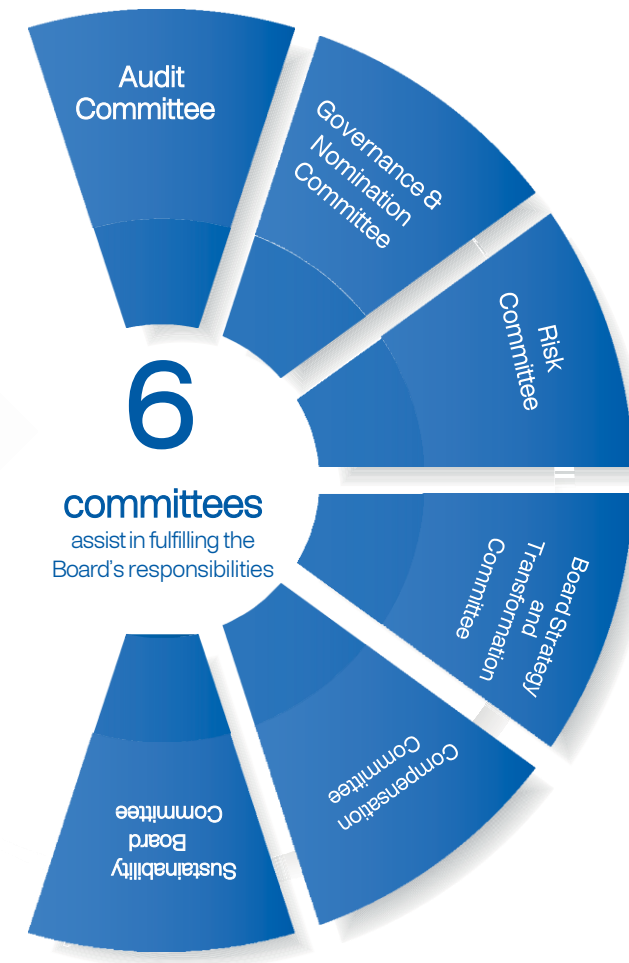 Audit
Committee
Governance &
Nomination
Committee
Risk
Committee
6
committees
assist in fulfilling the
Board's responsibilities
Board Strategy
and
Transformation
Committee
Compensation
Committee
Sustainability
Board
Committee